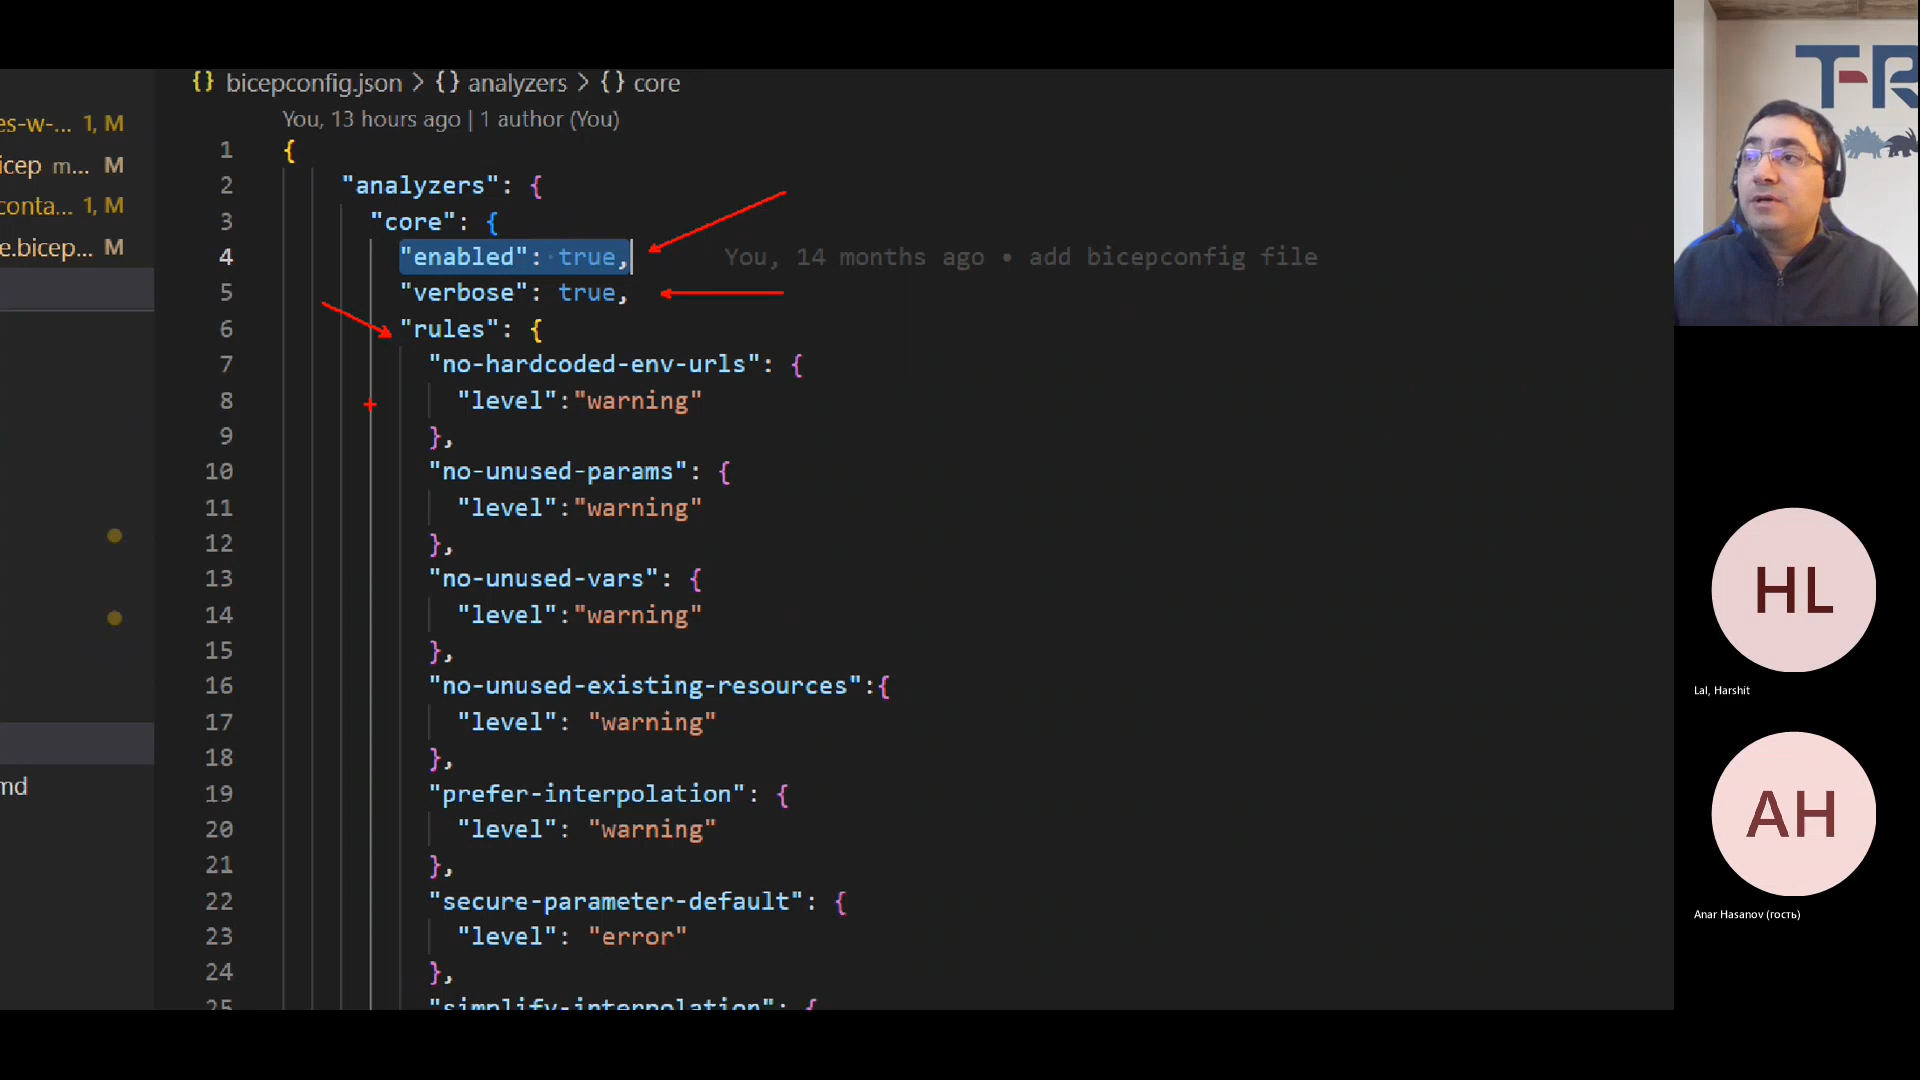 bicepconfig.json > {} analyzers > {} core
You, 13 hours ago | 1 author (You)
es-w-... 1, M
icep m... M
conta... 1, M
e.bicep... M
md
1 {
2 "analyzers": {
3 "core": {
4 "enabled": true, You, 14 months ago • add bicepconfig file
5 "verbose": true,
6 "rules": {
7 "no-hardcoded-env-urls": {
8 "level":"warning"
9 },
10 "no-unused-params": {
11 "level":"warning"
12 },
13 "no-unused-vars": {
14 "level":"warning"
15 },
16 "no-unused-existing-resources":{
17 "level": "warning"
18 },
19 "prefer-interpolation": {
20 "level": "warning"
21 },
22 "secure-parameter-default": {
23 "level": "error"
24 },
25 "simplify-interpolation": {
T-R
HL
Lal, Harshit
AH
Anar Hasanov (гость)